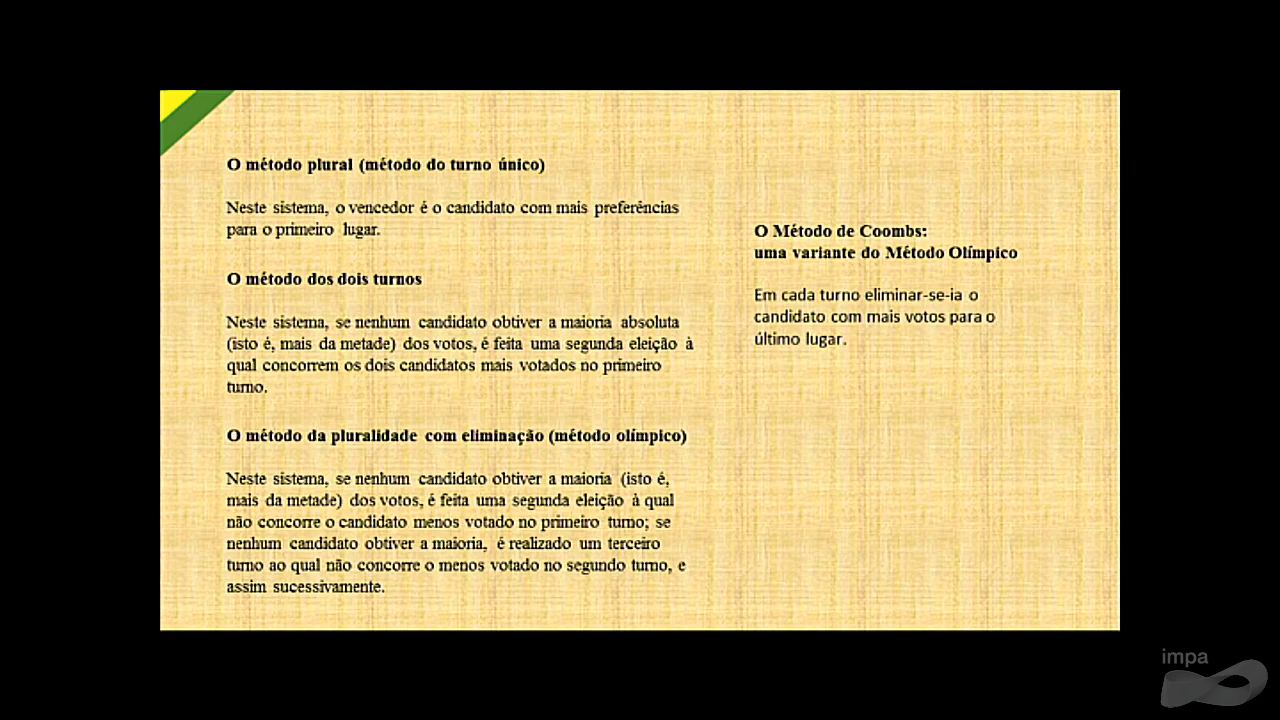 O método plural (método do turno único)
Neste sistema, o vencedor é o candidato com mais preferências
para o primeiro lugar.
O método dos dois turnos
Neste sistema, se nenhum candidato obtiver a maioria absoluta
(isto é, mais da metade) dos votos, é feita uma segunda eleição à
qual concorrem os dois candidatos mais votados no primeiro
turno.
O método da pluralidade com eliminação (método olímpico)
Neste sistema, se nenhum candidato obtiver a maioria (isto é,
mais da metade) dos votos, é feita uma segunda eleição à qual
não concorre o candidato menos votado no primeiro turno; se
nenhum candidato obtiver a maioria, é realizado um terceiro
turno ao qual não concorre o menos votado no segundo turno, e
assim sucessivamente.
O Método de Coombs:
uma variante do Método Olímpico
Em cada turno eliminar-se-ia o
candidato com mais votos para o
último lugar.
impa